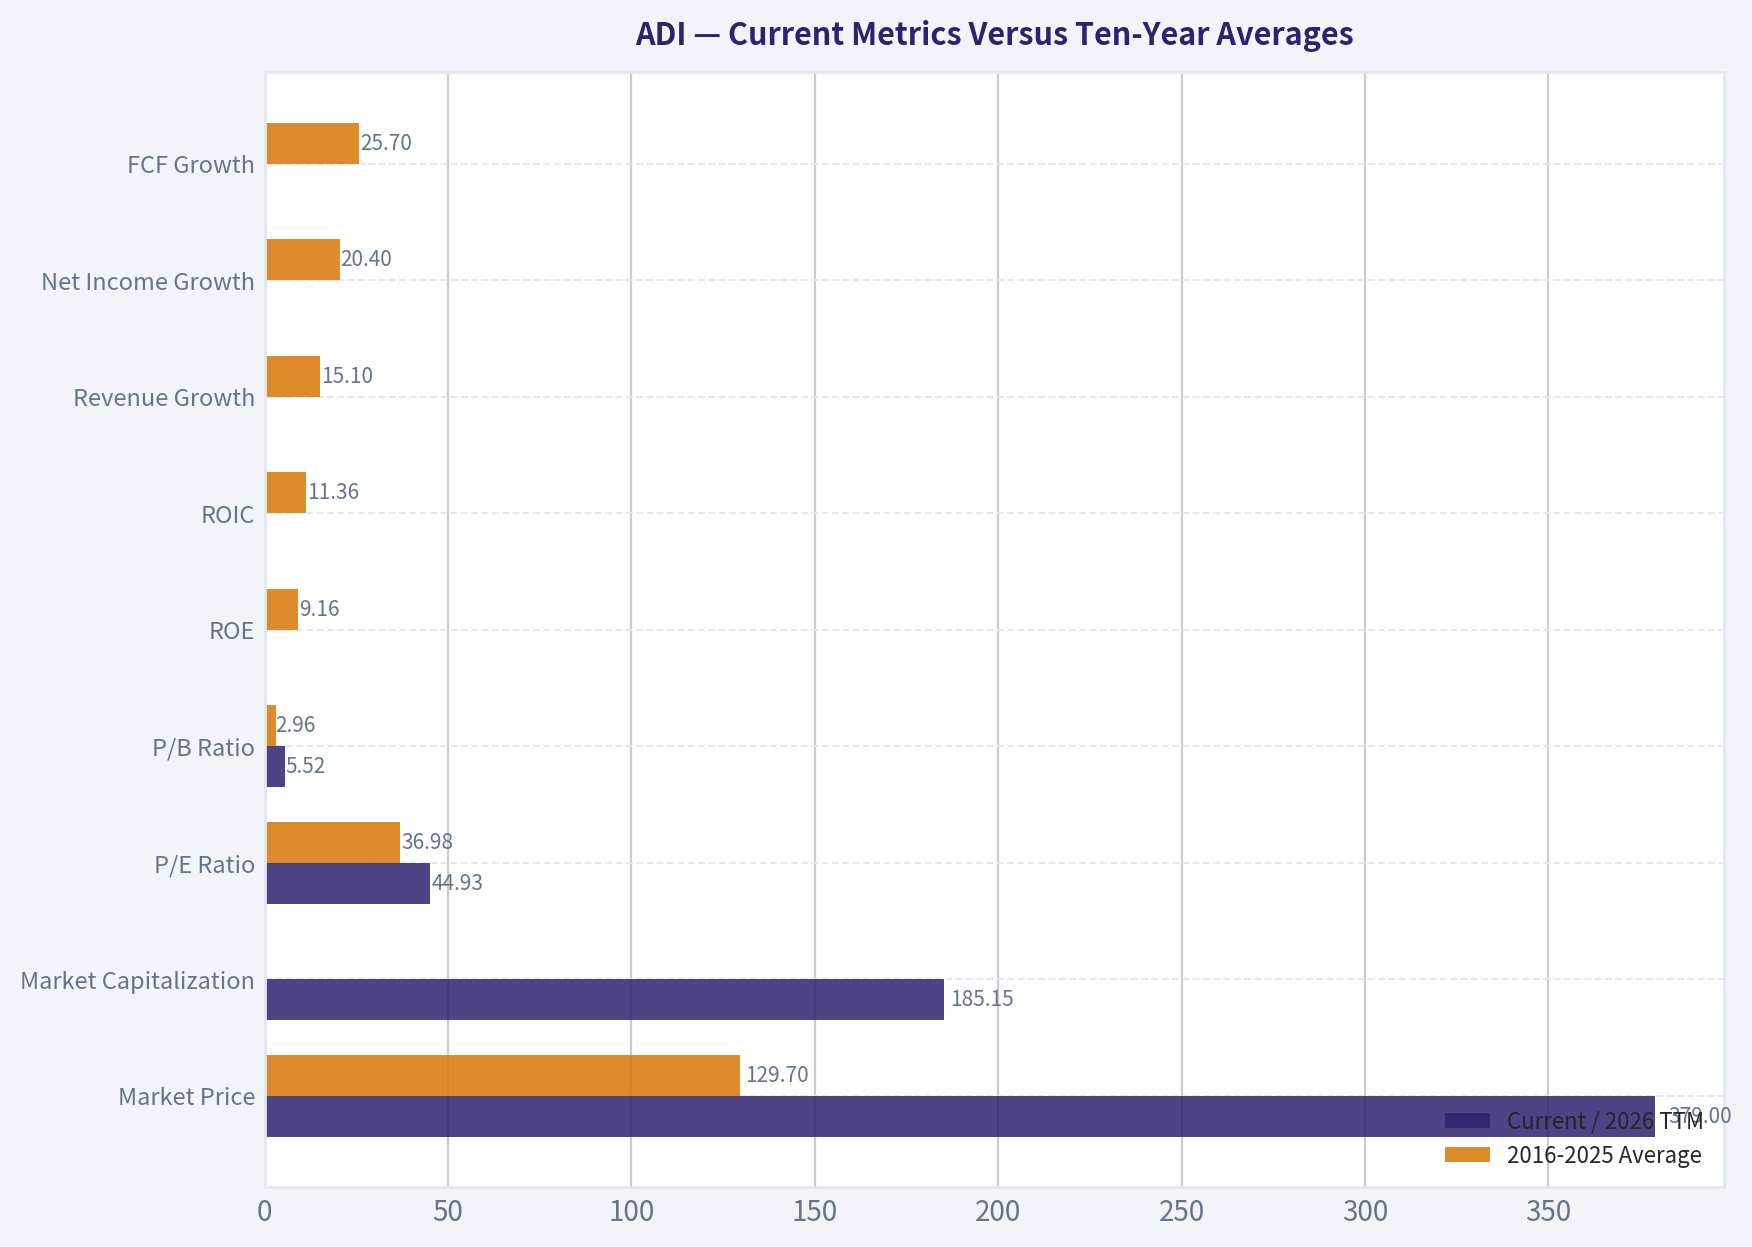 ADI — Current Metrics Versus Ten-Year Averages
FCF Growth
25.70
Net Income Growth
20.40
Revenue Growth
15.10
ROIC
11.36
ROE
9.16
P/B Ratio
2.96
5.52
P/E Ratio
36.98
44.93
Market Capitalization
185.15
Market Price
129.70
379.00
Current / 2026 TTM
2016-2025 Average
0 50 100 150 200 250 300 350